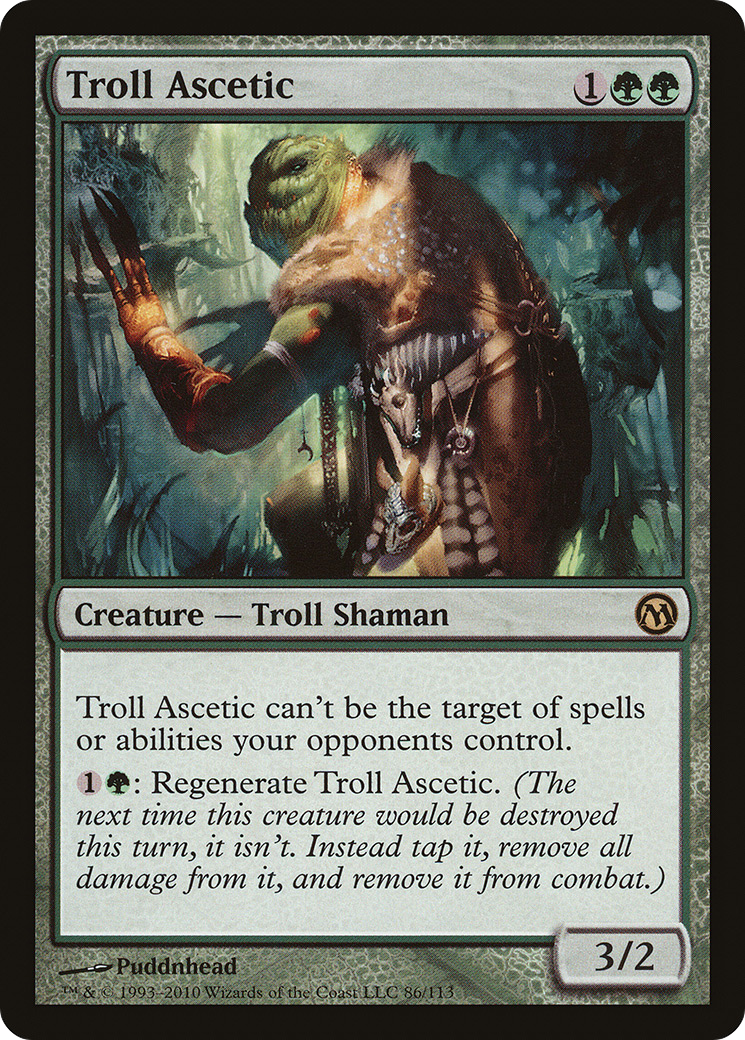 Troll Ascetic 1
Creature — Troll Shaman M
Troll Ascetic can't be the target of spells
or abilities your opponents control.
1 : Regenerate Troll Ascetic. (The
next time this creature would be destroyed
this turn, it isn't. Instead tap it, remove all
damage from it, and remove it from combat.)
3/2
Puddnhead
™ & © 1993–2010 Wizards of the Coast LLC 86/113